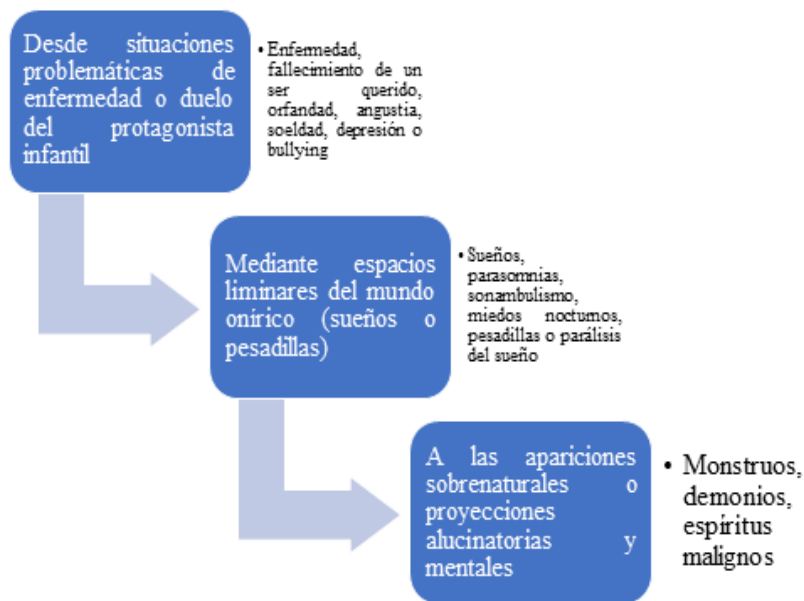 Desde situaciones
problemáticas de
enfermedad o duelo
del protagonista
infantil
• Enfermedad,
fallecimiento de un
ser querido,
orfandad, angustia,
soeldad, depresión o
bullying
Mediante espacios
liminares del mundo
onírico (sueños o
pesadillas)
• Sueños,
parasomnias,
sonambulismo,
miedos nocturnos,
pesadillas o parálisis
del sueño
A las apariciones
sobrenaturales o
proyecciones
alucinatorias y
mentales
• Monstruos,
demonios,
espíritus
malignos